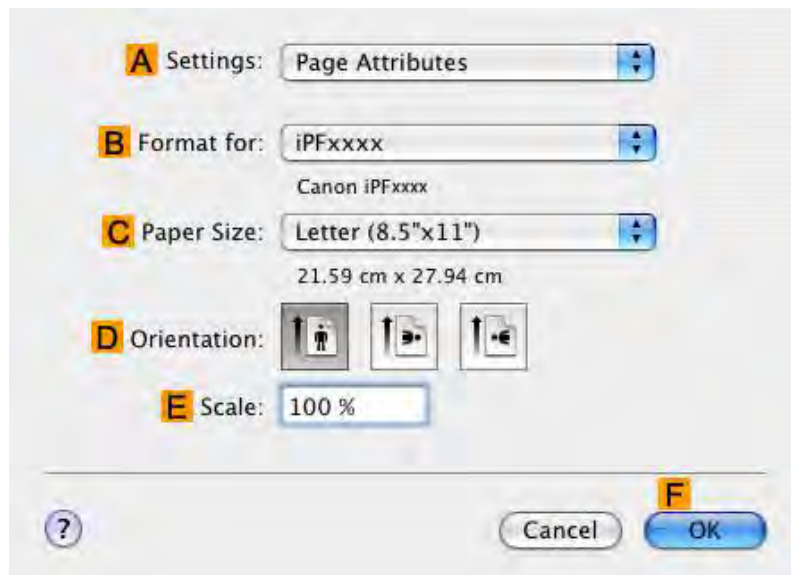 A Settings: Page Attributes
B Format for: iPFxxxx
Canon iPFxxxx
C Paper Size: Letter (8.5"x11")
21.59 cm x 27.94 cm
D Orientation:
E Scale: 100 %
F
? Cancel OK